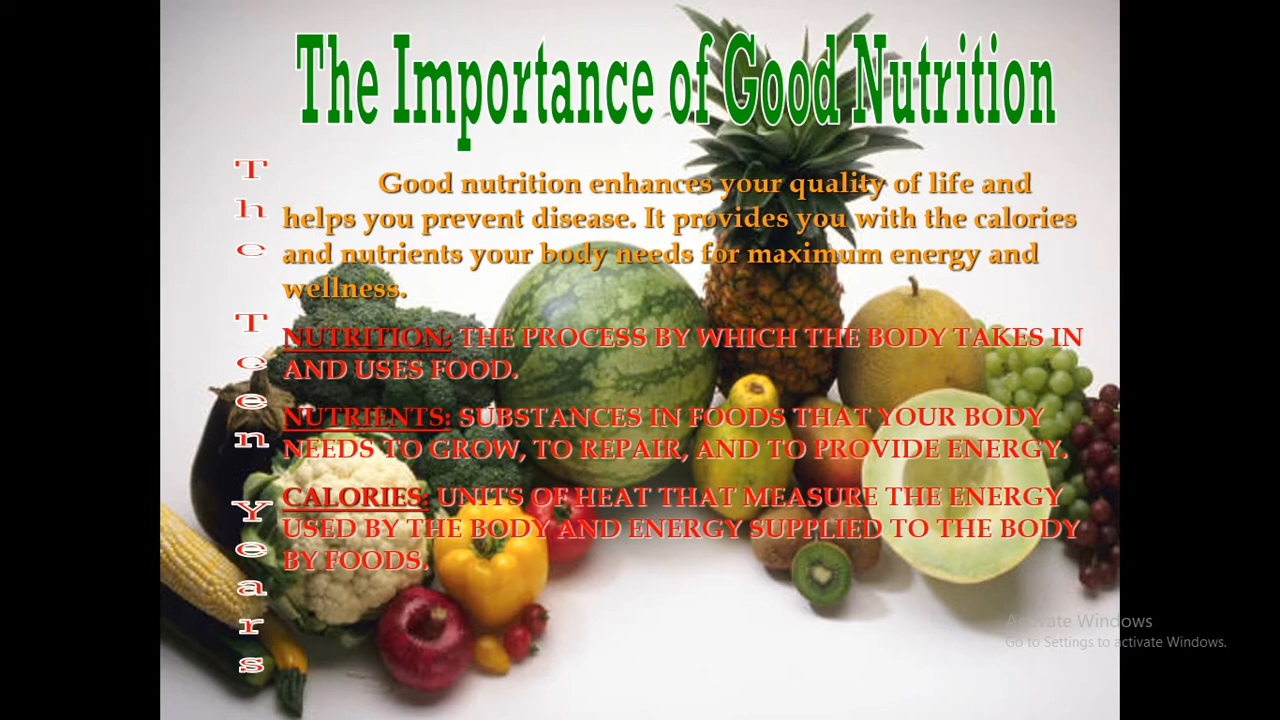 The Importance of Good Nutrition
The Teen Years
Good nutrition enhances your quality of life and
helps you prevent disease. It provides you with the calories
and nutrients your body needs for maximum energy and
wellness.
NUTRITION: THE PROCESS BY WHICH THE BODY TAKES IN
AND USES FOOD.
NUTRIENTS: SUBSTANCES IN FOODS THAT YOUR BODY
NEEDS TO GROW, TO REPAIR, AND TO PROVIDE ENERGY.
CALORIES: UNITS OF HEAT THAT MEASURE THE ENERGY
USED BY THE BODY AND ENERGY SUPPLIED TO THE BODY
BY FOODS.
Activate Windows
Go to Settings to activate Windows.